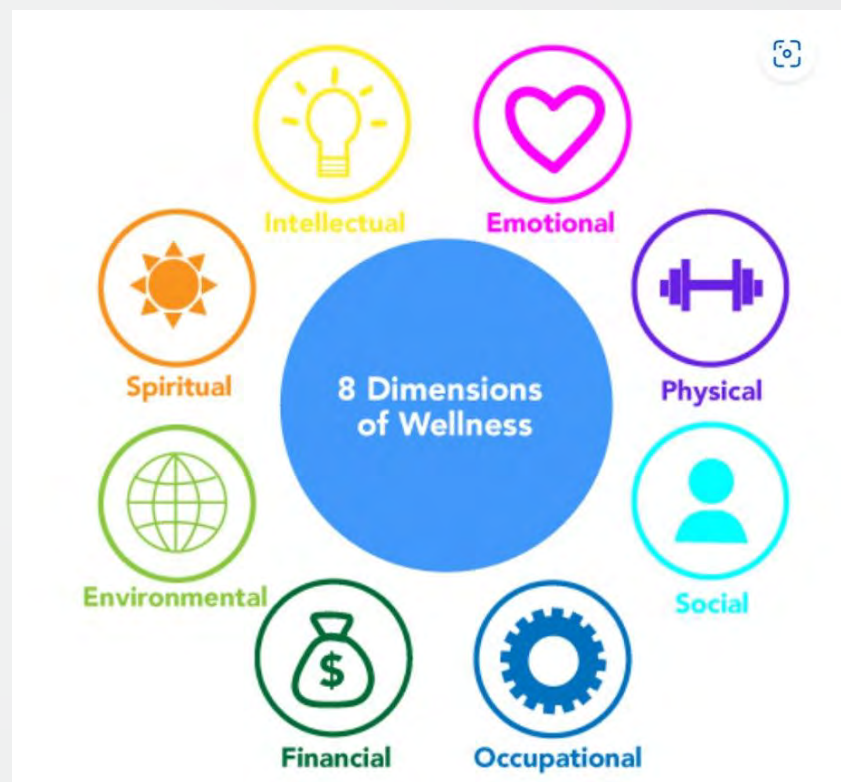 Intellectual
Emotional
Spiritual
8 Dimensions
of Wellness
Physical
Environmental
Social
$
Financial
Occupational